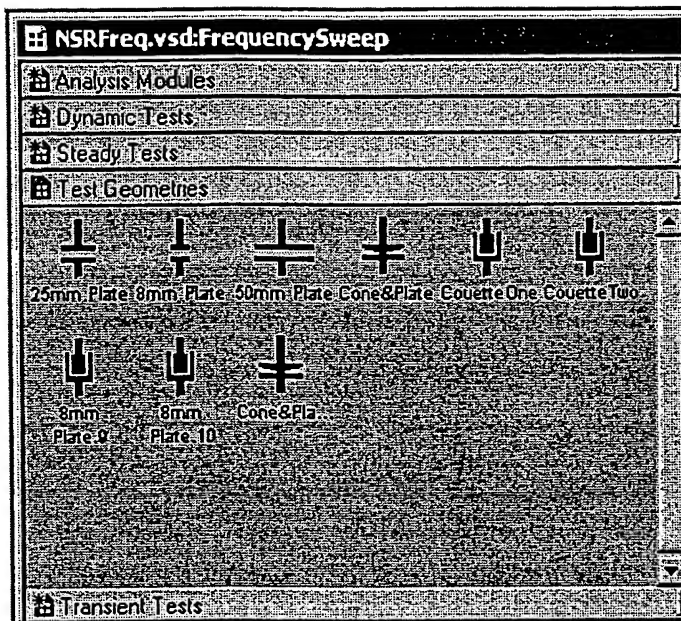 NSRFreq.vsd:FrequencySweep
Analysis Modules
Dynamic Tests
Steady Tests
Test Geometries
25mm Plate 8mm Plate 50mm Plate Cone&Plate Couette One Couette Two
8mm Plate 9 8mm Plate 10 Cone&Pla...
Transient Tests